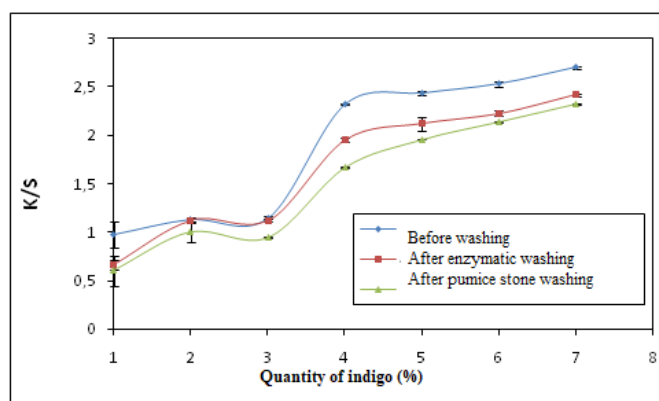 3
2,5
2
1,5
1
0,5
0
K/S
Before washing
After enzymatic washing
After pumice stone washing
1 2 3 4 5 6 7 8
Quantity of indigo (%)